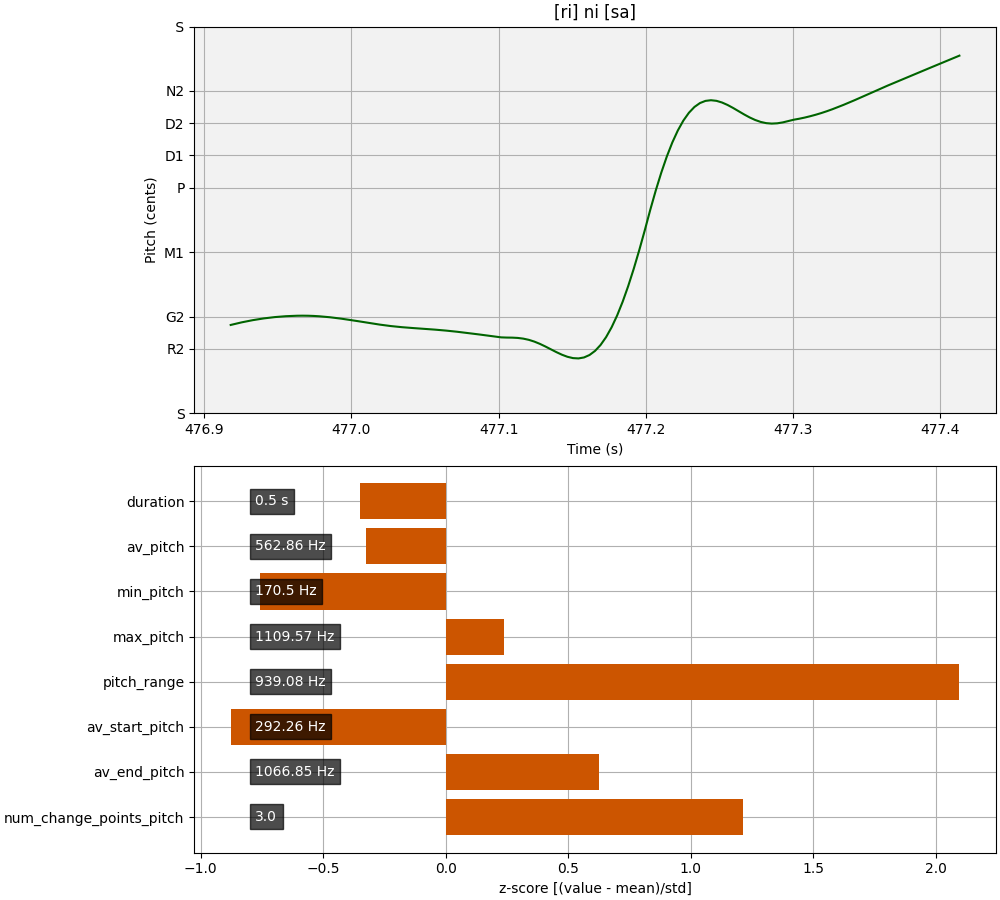 [ri] ni [sa]
S
N2
D2
D1
P
M1
G2
R2
S
Pitch (cents)
476.9 477.0 477.1 477.2 477.3 477.4
Time (s)
duration 0.5 s
av_pitch 562.86 Hz
min_pitch 170.5 Hz
max_pitch 1109.57 Hz
pitch_range 939.08 Hz
av_start_pitch 292.26 Hz
av_end_pitch 1066.85 Hz
num_change_points_pitch 3.0
−1.0 −0.5 0.0 0.5 1.0 1.5 2.0
z-score [(value - mean)/std]